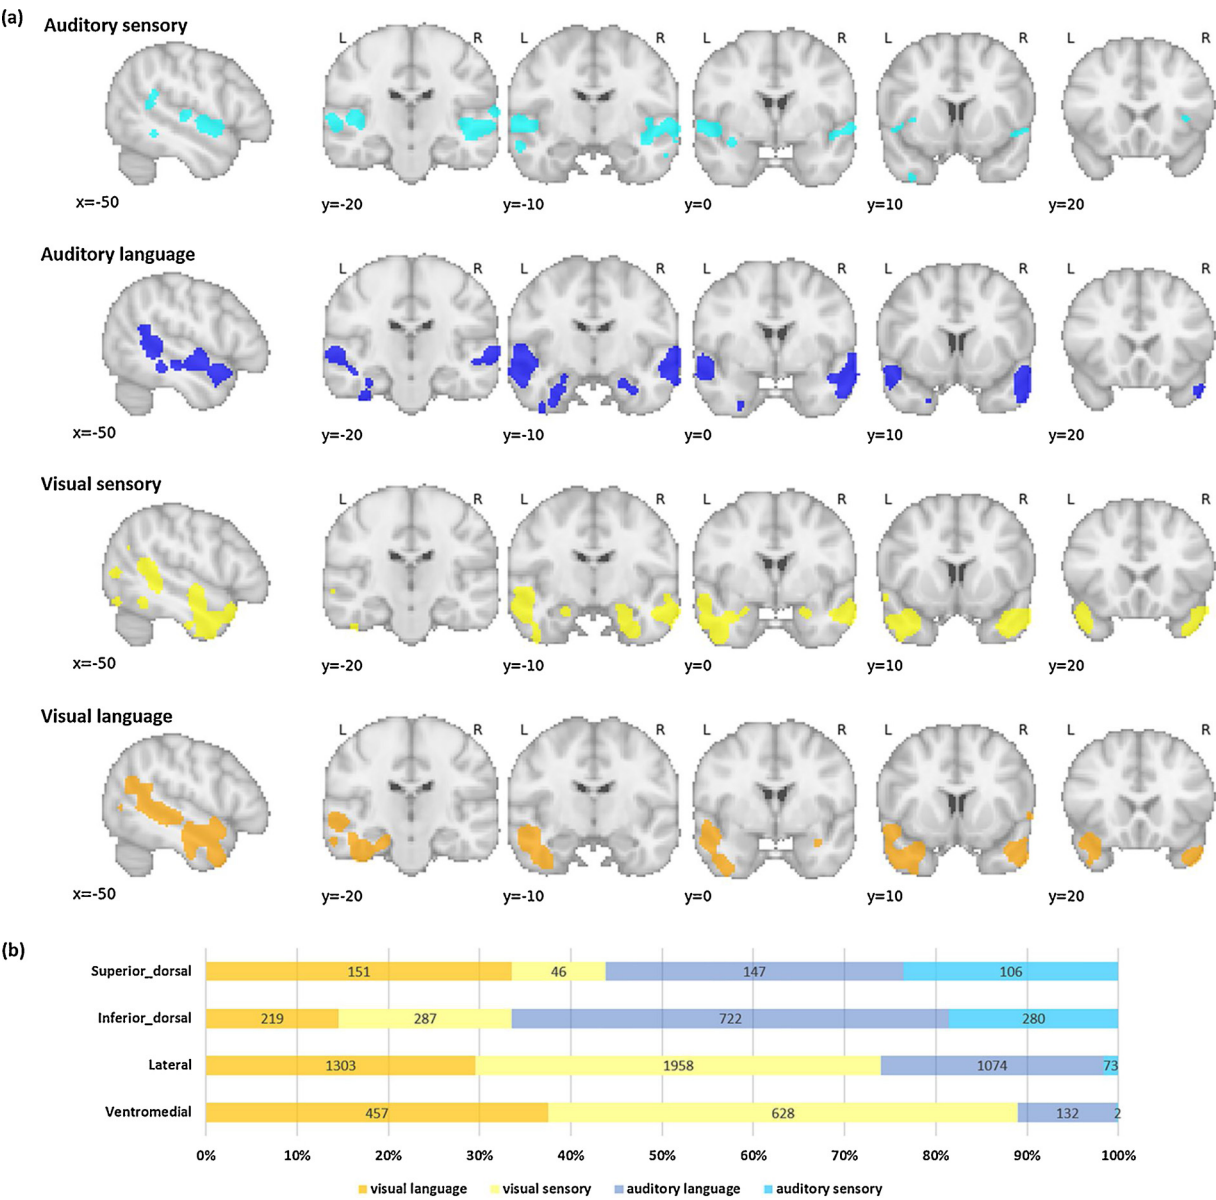 (a)
Auditory sensory
L R L R L R L R L R
x=-50 y=-20 y=-10 y=0 y=10 y=20
Auditory language
L R L R L R L R L R
x=-50 y=-20 y=-10 y=0 y=10 y=20
Visual sensory
L R L R L R L R L R
x=-50 y=-20 y=-10 y=0 y=10 y=20
Visual language
L R L R L R L R L R
x=-50 y=-20 y=-10 y=0 y=10 y=20
(b)
Superior_dorsal 151 46 147 106
Inferior_dorsal 219 287 722 280
Lateral 1303 1958 1074 73
Ventromedial 457 628 132 2
0% 10% 20% 30% 40% 50% 60% 70% 80% 90% 100%
visual language visual sensory auditory language auditory sensory